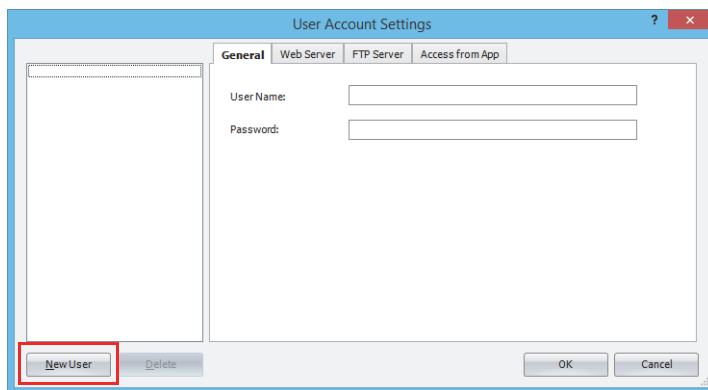 User Account Settings
?
×
General Web Server FTP Server Access from App
User Name:
Password:
New User Delete OK Cancel